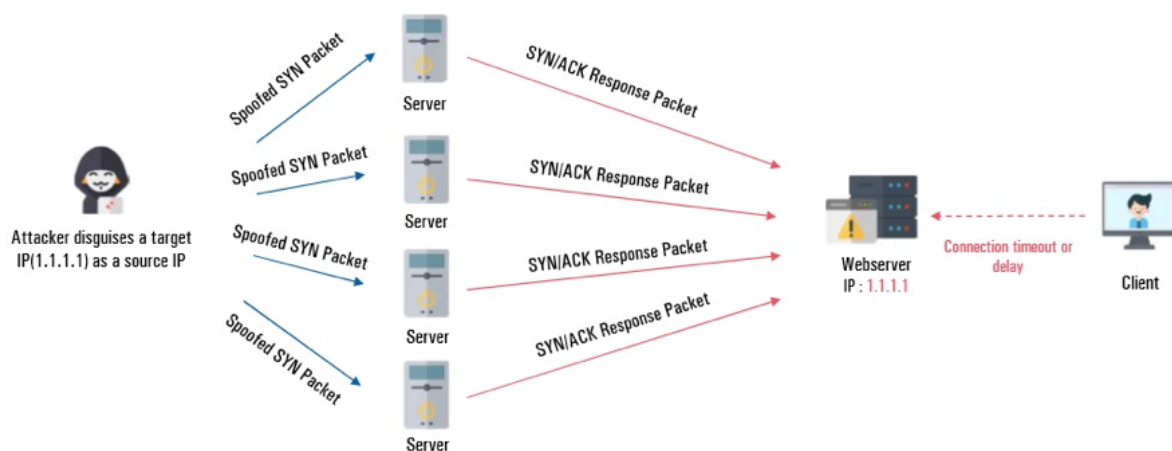 Spoofed SYN Packet
Server
SYN/ACK Response Packet
Spoofed SYN Packet
Server
SYN/ACK Response Packet
Attacker disguises a target
IP(1.1.1.1) as a source IP
Spoofed SYN Packet
Server
SYN/ACK Response Packet
Spoofed SYN Packet
Server
SYN/ACK Response Packet
Webserver
IP : 1.1.1.1
Connection timeout or
delay
Client